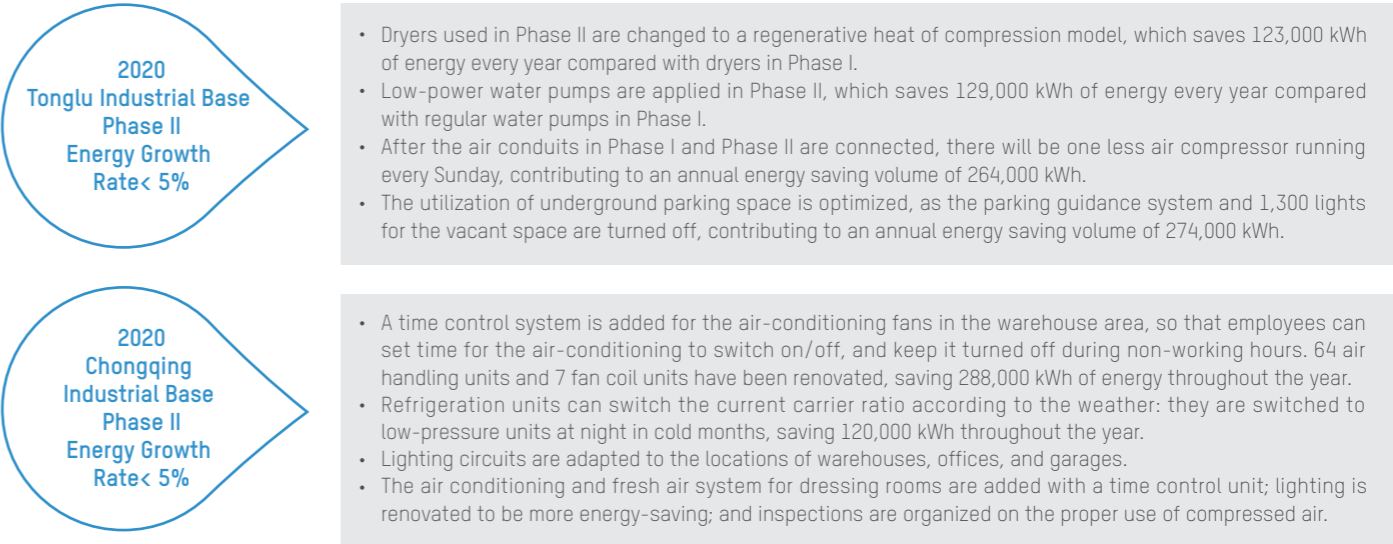 2020
Tonglu Industrial Base
Phase II
Energy Growth
Rate< 5%
• Dryers used in Phase II are changed to a regenerative heat of compression model, which saves 123,000 kWh
of energy every year compared with dryers in Phase I.
• Low-power water pumps are applied in Phase II, which saves 129,000 kWh of energy every year compared
with regular water pumps in Phase I.
• After the air conduits in Phase I and Phase II are connected, there will be one less air compressor running
every Sunday, contributing to an annual energy saving volume of 264,000 kWh.
• The utilization of underground parking space is optimized, as the parking guidance system and 1,300 lights
for the vacant space are turned off, contributing to an annual energy saving volume of 274,000 kWh.
2020
Chongqing
Industrial Base
Phase II
Energy Growth
Rate< 5%
• A time control system is added for the air-conditioning fans in the warehouse area, so that employees can
set time for the air-conditioning to switch on/off, and keep it turned off during non-working hours. 64 air
handling units and 7 fan coil units have been renovated, saving 288,000 kWh of energy throughout the year.
• Refrigeration units can switch the current carrier ratio according to the weather: they are switched to
low-pressure units at night in cold months, saving 120,000 kWh throughout the year.
• Lighting circuits are adapted to the locations of warehouses, offices, and garages.
• The air conditioning and fresh air system for dressing rooms are added with a time control unit; lighting is
renovated to be more energy-saving; and inspections are organized on the proper use of compressed air.